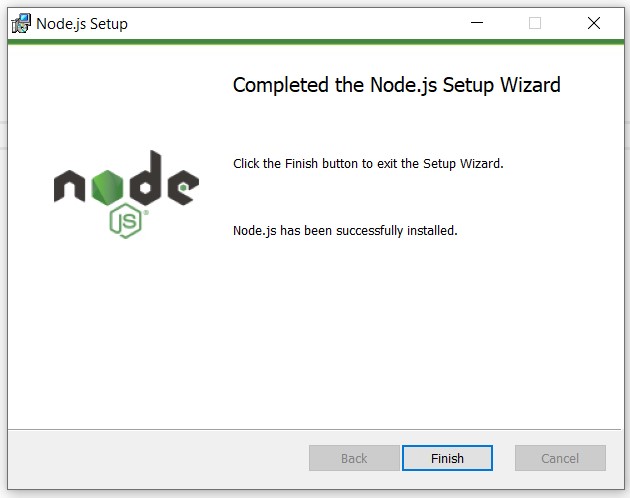 Node.js Setup
Completed the Node.js Setup Wizard
Click the Finish button to exit the Setup Wizard.
node
JS®
Node.js has been successfully installed.
Back
Finish
Cancel